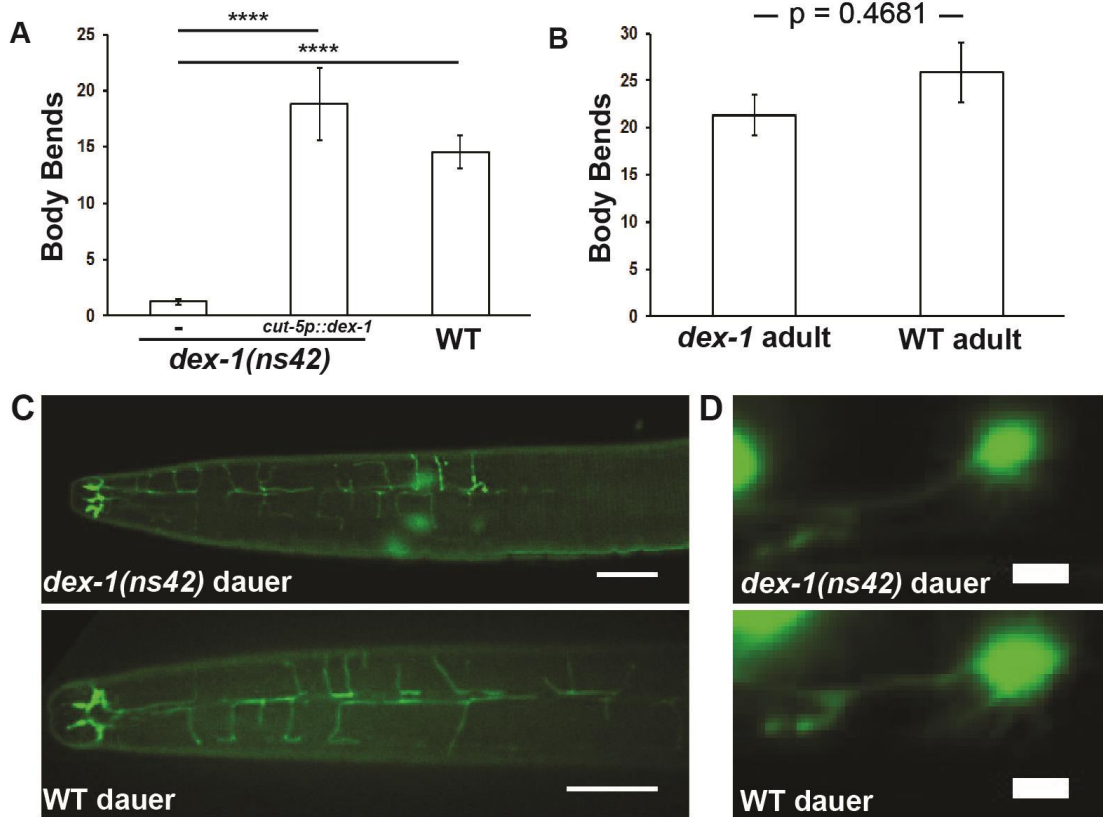 A
****
****
25
20
15
10
5
0
Body Bends
-
cut-5p::dex-1
WT
dex-1(ns42)
B
p = 0.4681
30
25
20
15
10
5
0
Body Bends
dex-1 adult
WT adult
C
dex-1(ns42) dauer
WT dauer
D
dex-1(ns42) dauer
WT dauer